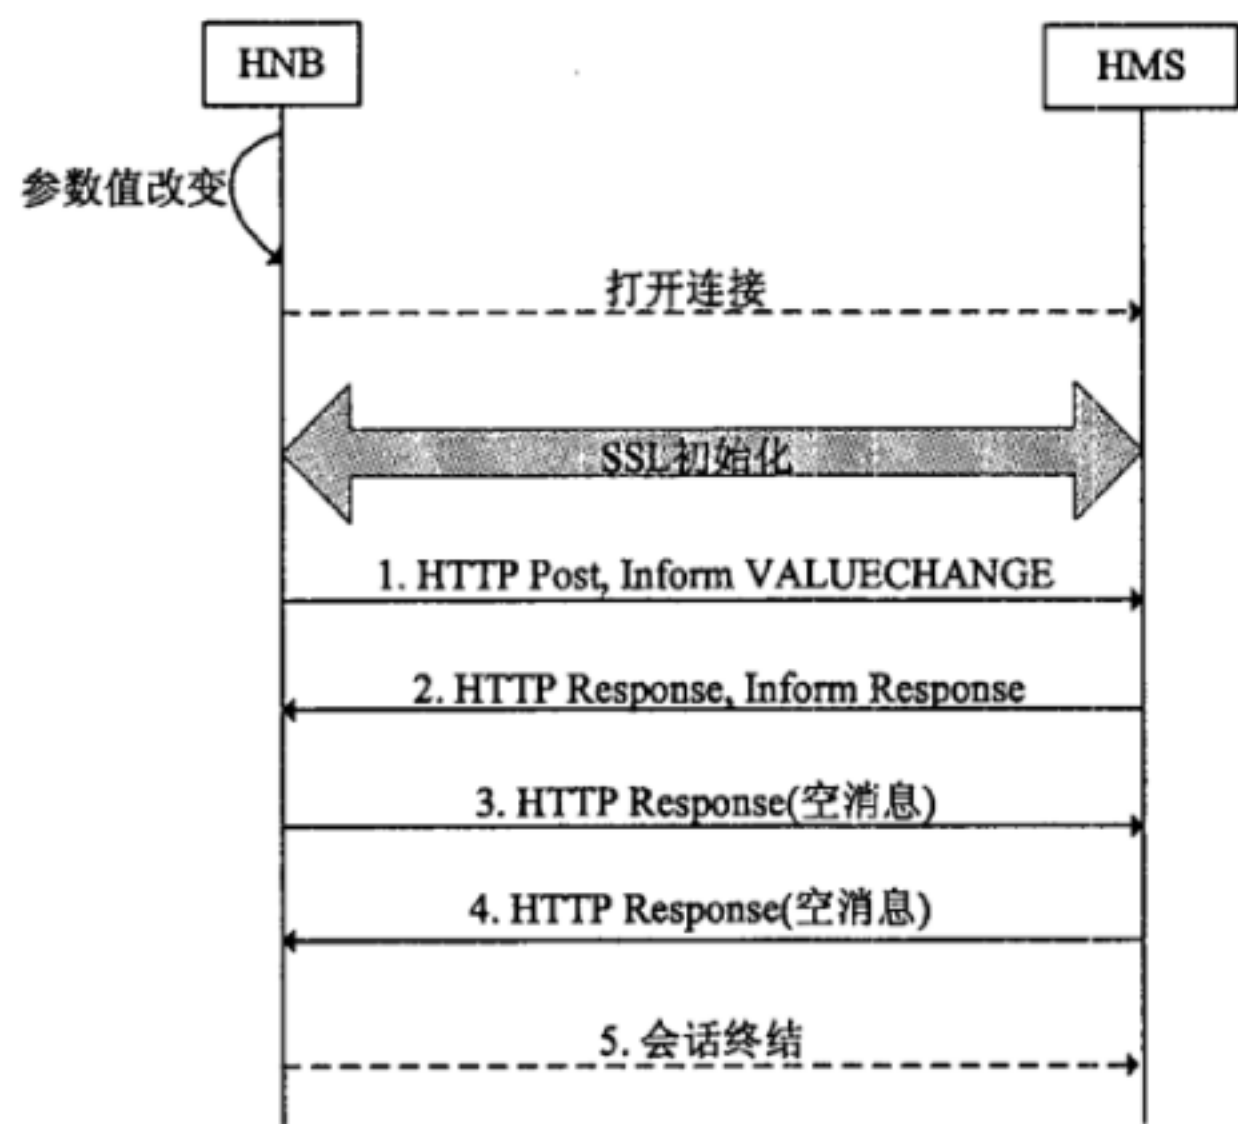 HNB
HMS
参数值改变
打开连接
SSL初始化
1. HTTP Post, Inform VALUECHANGE
2. HTTP Response, Inform Response
3. HTTP Response(空消息)
4. HTTP Response(空消息)
5. 会话终结